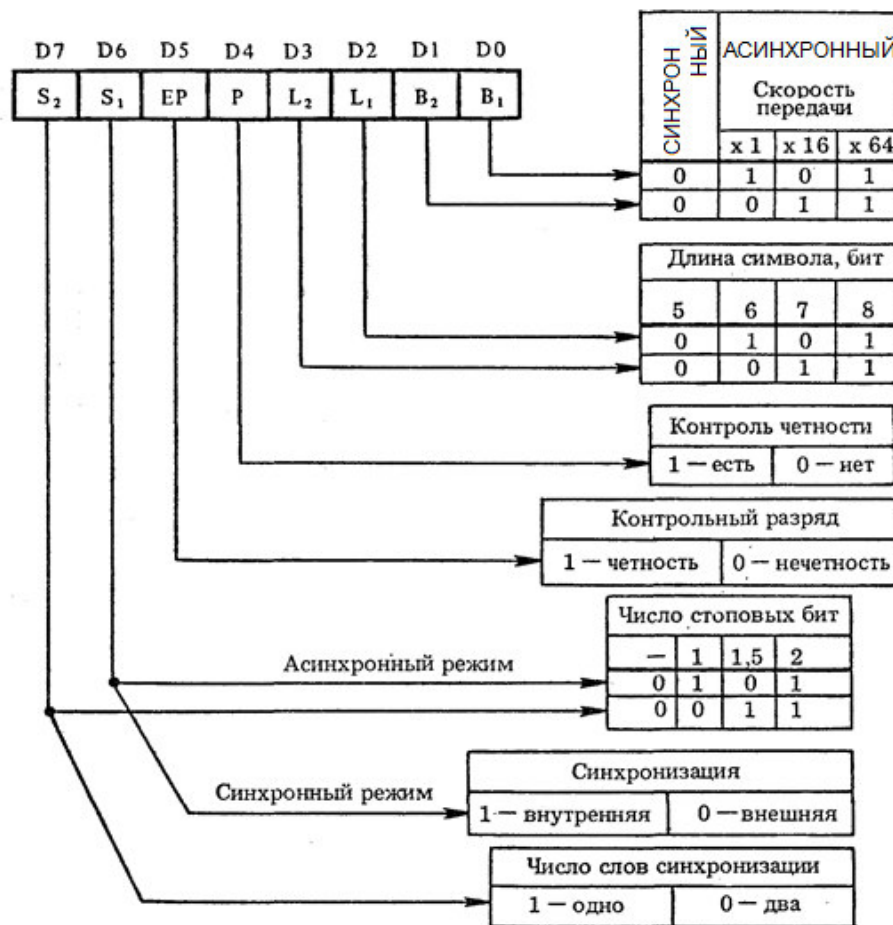 D7 D6 D5 D4 D3 D2 D1 D0
S₂ S₁ EP P L₂ L₁ B₂ B₁
СИНХРОН
НЫЙ
АСИНХРОННЫЙ
Скорость
передачи
x 1 x 16 x 64
0 1 0 1
0 0 1 1
Длина символа, бит
5 6 7 8
0 1 0 1
0 0 1 1
Контроль четности
1 — есть 0 — нет
Контрольный разряд
1 — четность 0 — нечетность
Число стоповых бит
— 1 1,5 2
Асинхронный режим
0 1 0 1
0 0 1 1
Синхронизация
Синхронный режим
1 — внутренняя 0 — внешняя
Число слов синхронизации
1 — одно 0 — два